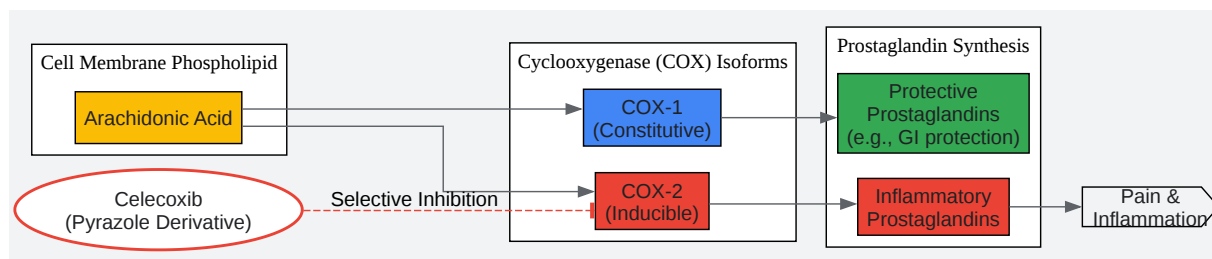 Cell Membrane Phospholipid
Arachidonic Acid
Celecoxib
(Pyrazole Derivative)
Selective Inhibition
Cyclooxygenase (COX) Isoforms
COX-1
(Constitutive)
COX-2
(Inducible)
Prostaglandin Synthesis
Protective
Prostaglandins
(e.g., GI protection)
Inflammatory
Prostaglandins
Pain &
Inflammation